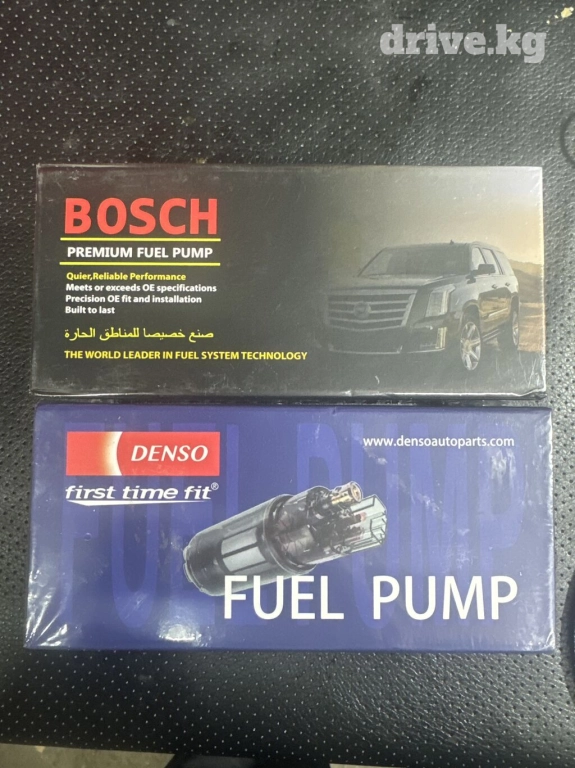 drive.kg
BOSCH
PREMIUM FUEL PUMP
Quier,Reliable Performance
Meets or exceeds OE specifications
Precision OE fit and installation
Built to last
صنع خصيصا للمناطق الحارة
THE WORLD LEADER IN FUEL SYSTEM TECHNOLOGY
FUEL PUMP
DENSO
www.densoautoparts.com
first time fit®
FUEL PUMP